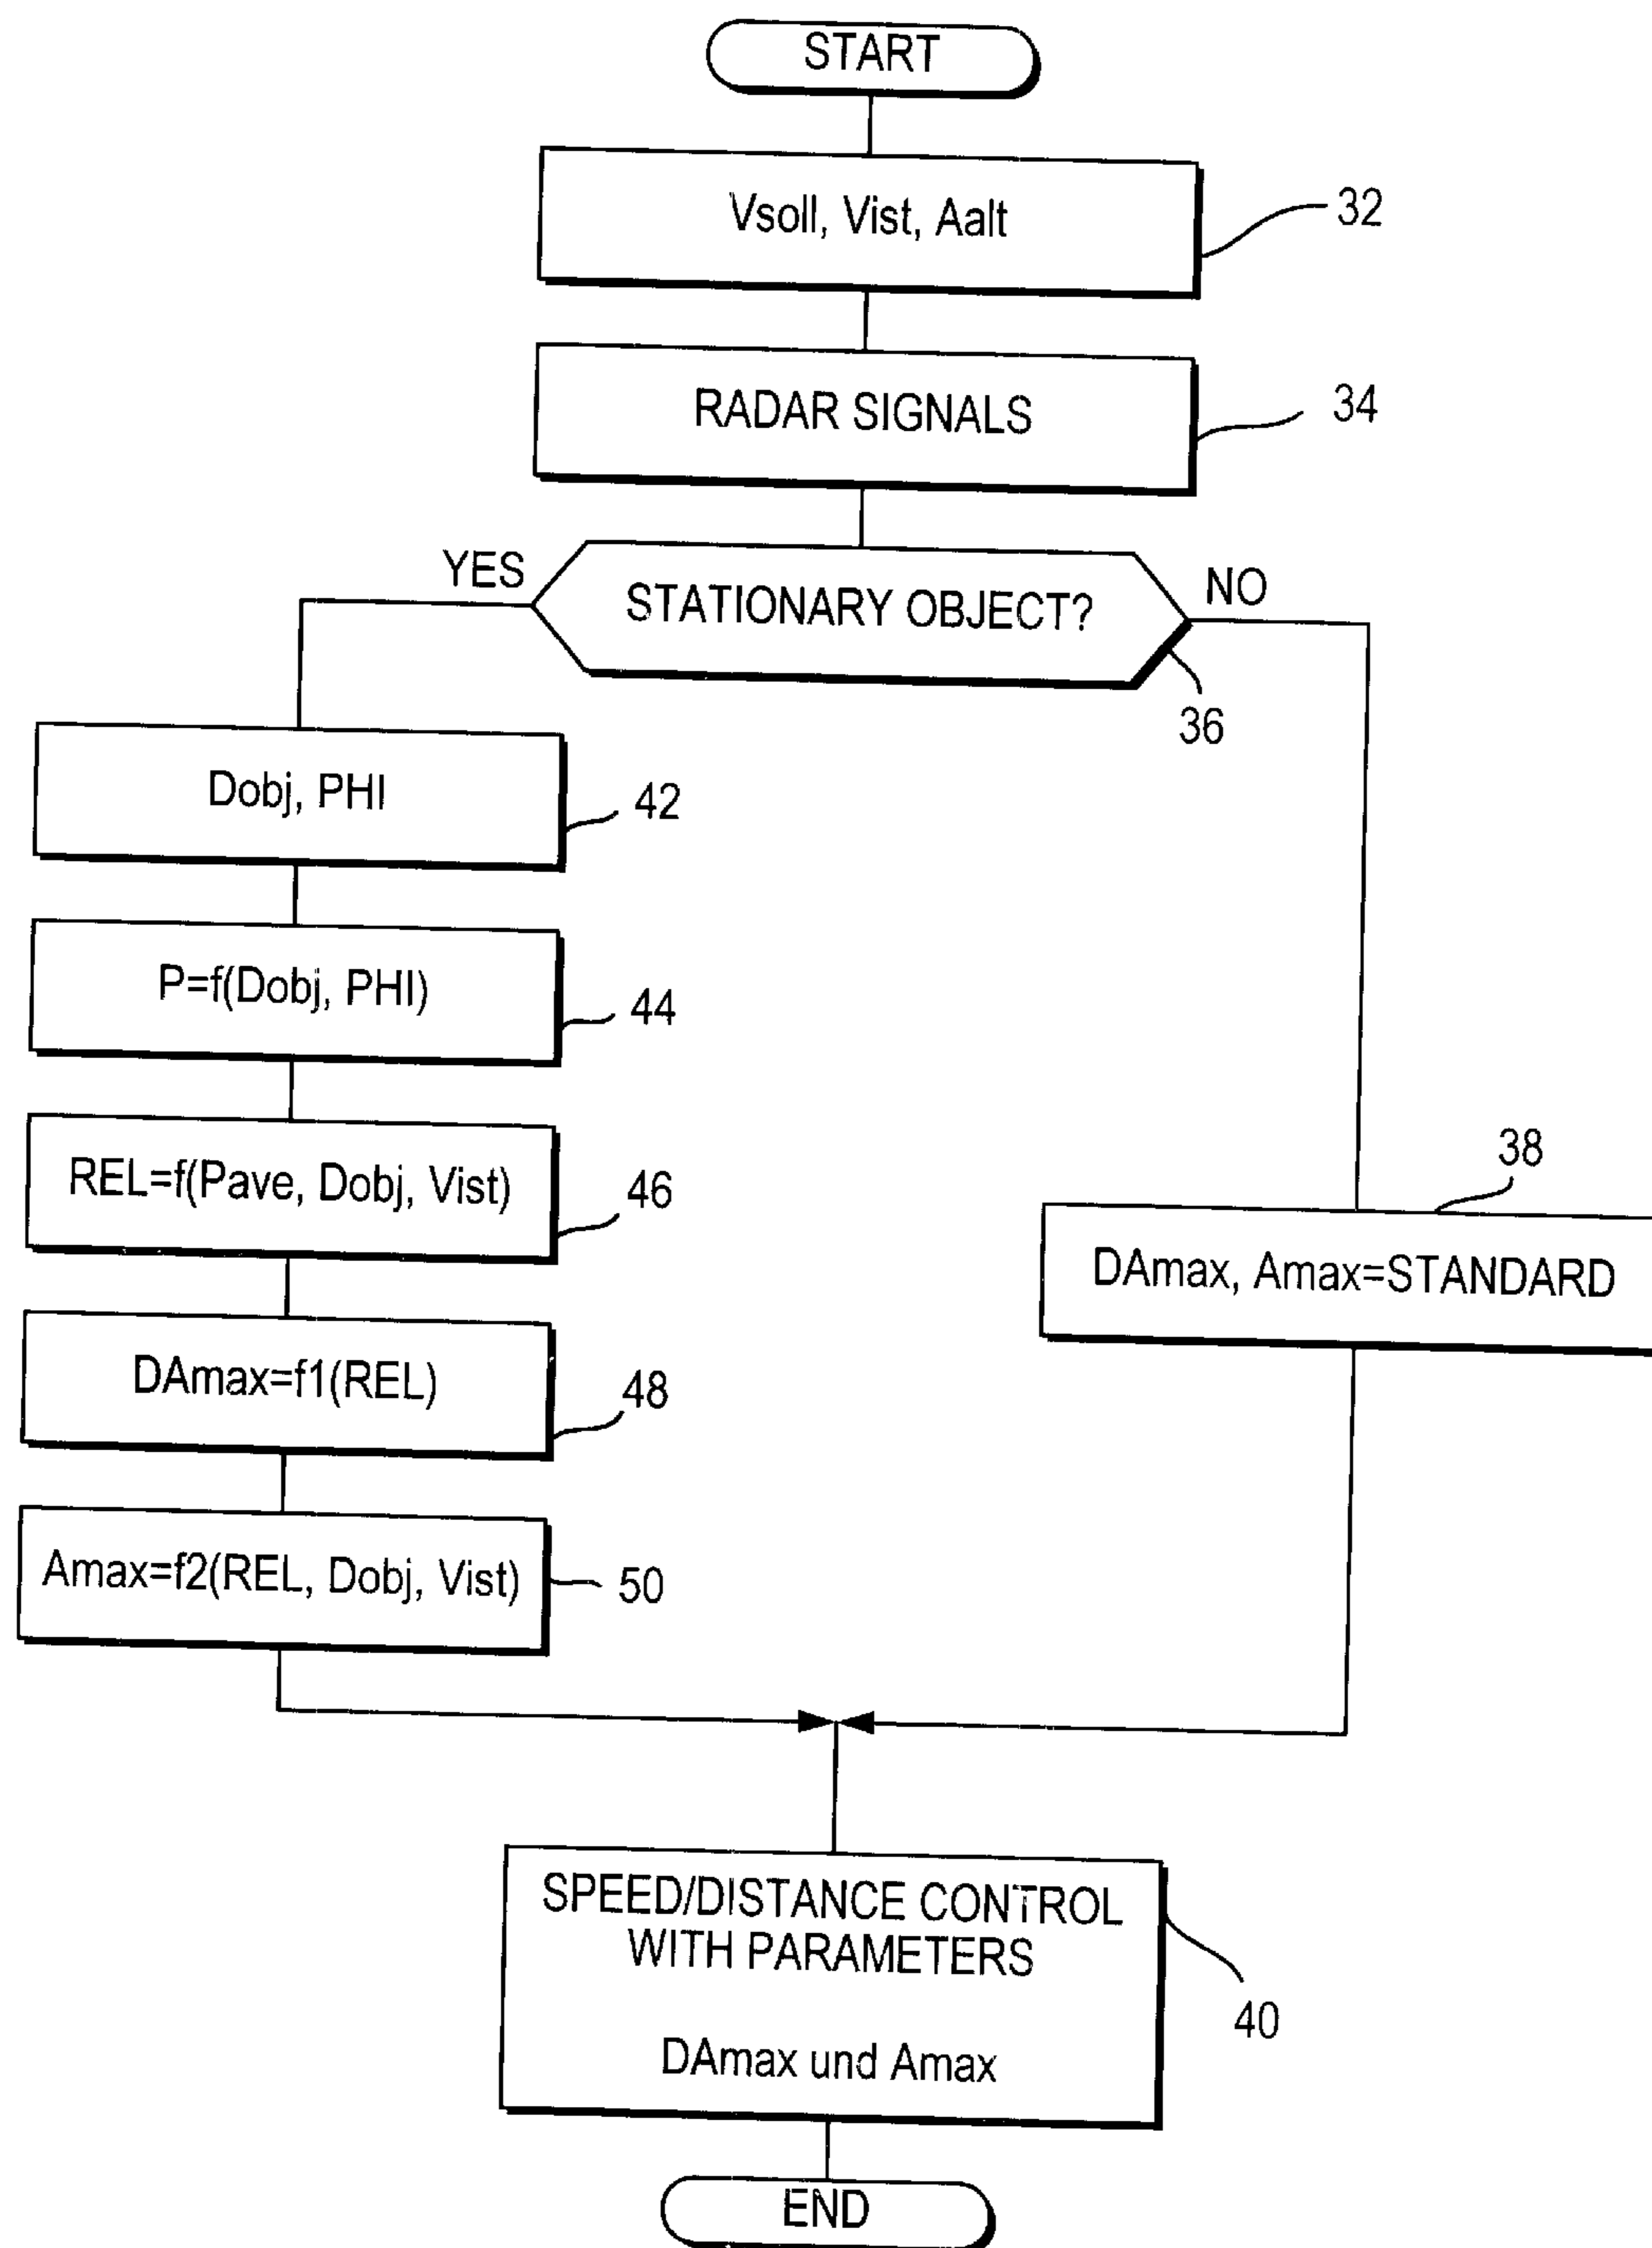 START
Vsoll, Vist, Aalt
32
RADAR SIGNALS
34
YES
STATIONARY OBJECT?
NO
36
Dobj, PHI
42
P=f(Dobj, PHI)
44
REL=f(Pave, Dobj, Vist)
46
38
DAmax, Amax=STANDARD
DAmax=f1(REL)
48
Amax=f2(REL, Dobj, Vist)
50
SPEED/DISTANCE CONTROL
WITH PARAMETERS
DAmax und Amax
40
END